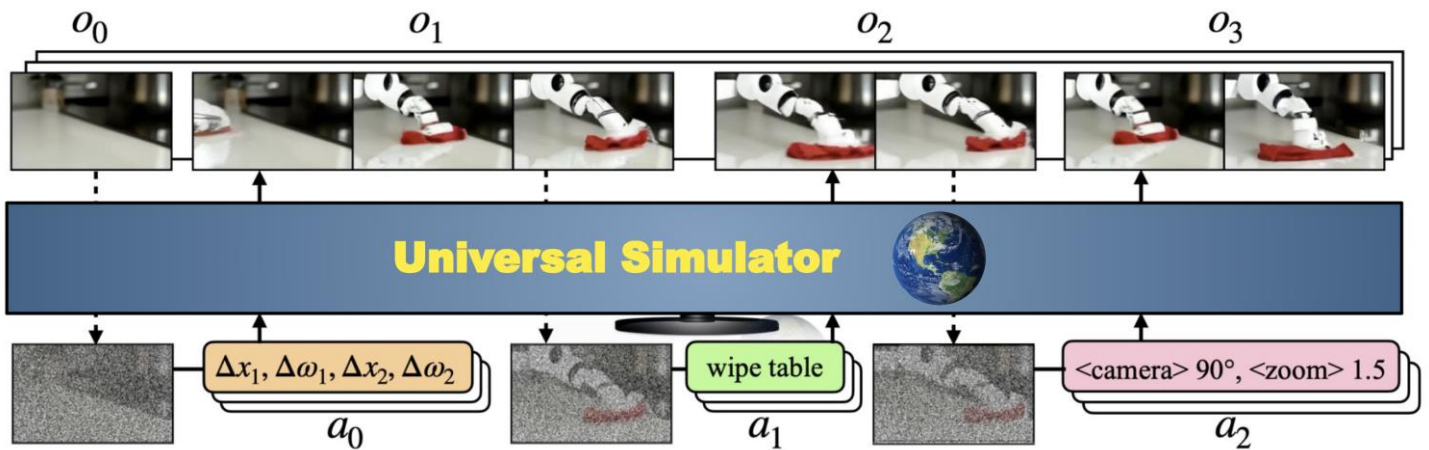 o₀ o₁ o₂ o₃
Universal Simulator
Δx₁, Δω₁, Δx₂, Δω₂ wipe table <camera> 90°, <zoom> 1.5
a₀ a₁ a₂